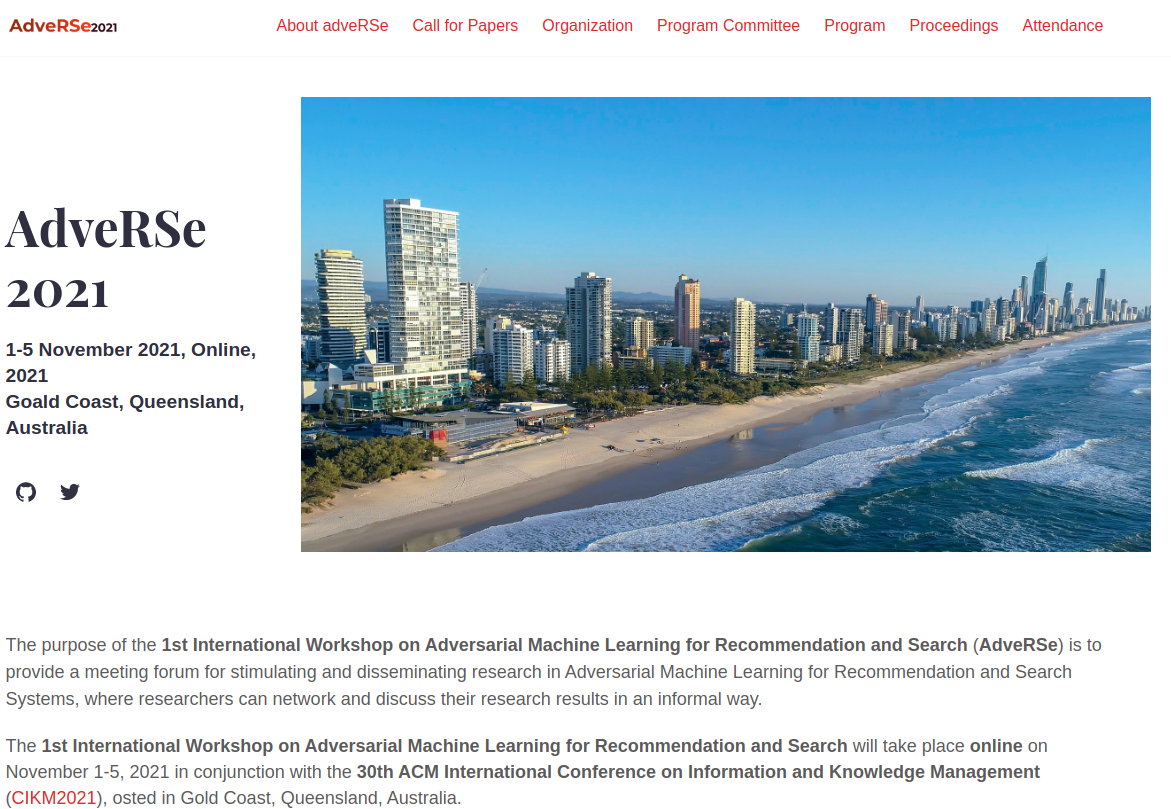 AdveRSe2021
About adveRSe Call for Papers Organization Program Committee Program Proceedings Attendance
AdveRSe
2021
1-5 November 2021, Online,
2021
Goald Coast, Queensland,
Australia
The purpose of the 1st International Workshop on Adversarial Machine Learning for Recommendation and Search (AdveRSe) is to
provide a meeting forum for stimulating and disseminating research in Adversarial Machine Learning for Recommendation and Search
Systems, where researchers can network and discuss their research results in an informal way.
The 1st International Workshop on Adversarial Machine Learning for Recommendation and Search will take place online on
November 1-5, 2021 in conjunction with the 30th ACM International Conference on Information and Knowledge Management
(CIKM2021), osted in Gold Coast, Queensland, Australia.